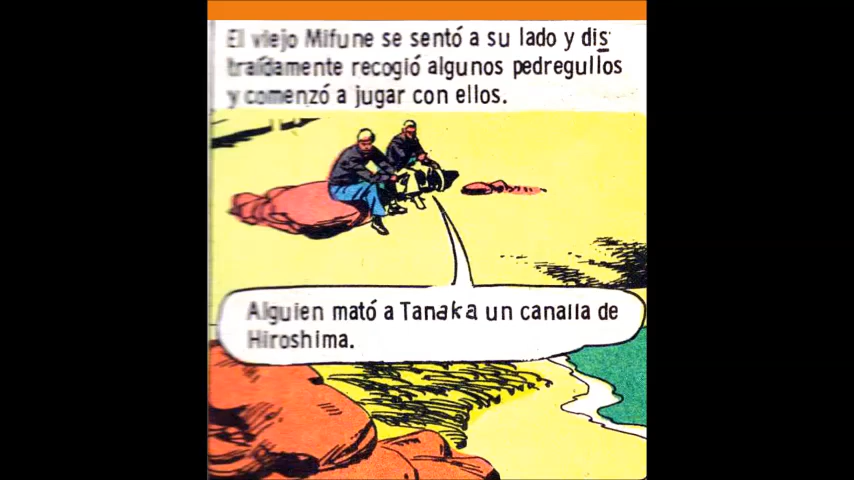 El viejo Mifune se sentó a su lado y dis
traídamente recogió algunos pedregullos
y comenzó a jugar con ellos.
Alguien mató a Tanaka un canalla de
Hiroshima.